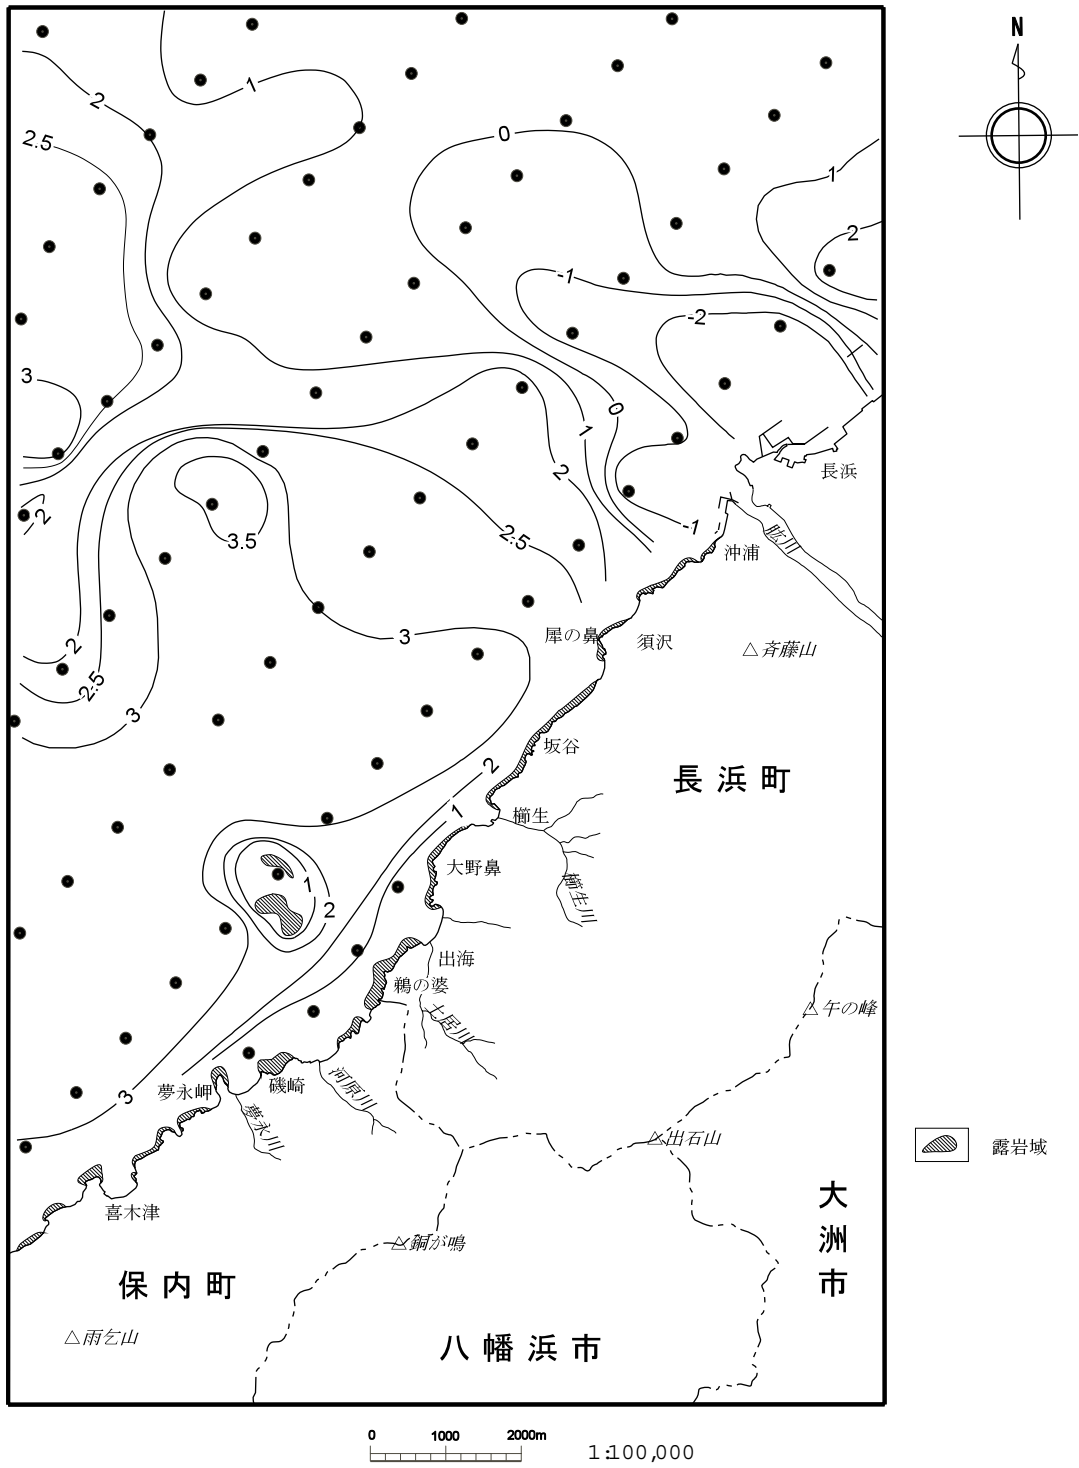 N
1
2
0
2.5
1
2
-1
-2
3
0
1
2
長浜
2
2.5
-1
3.5
沖浦
肱川
3
犀の鼻
須沢
△斉藤山
2
2.5
3
坂谷
2
長浜町
1
櫛生
大野鼻
1
2
櫛生川
出海
鵜の婆
△午の峰
土居川
3
夢永岬
磯崎
河原川
夢永川
△出石山
露岩域
喜木津
大洲市
△銅が鳴
保内町
△雨乞山
八幡浜市
0 1000 2000m
1:100,000